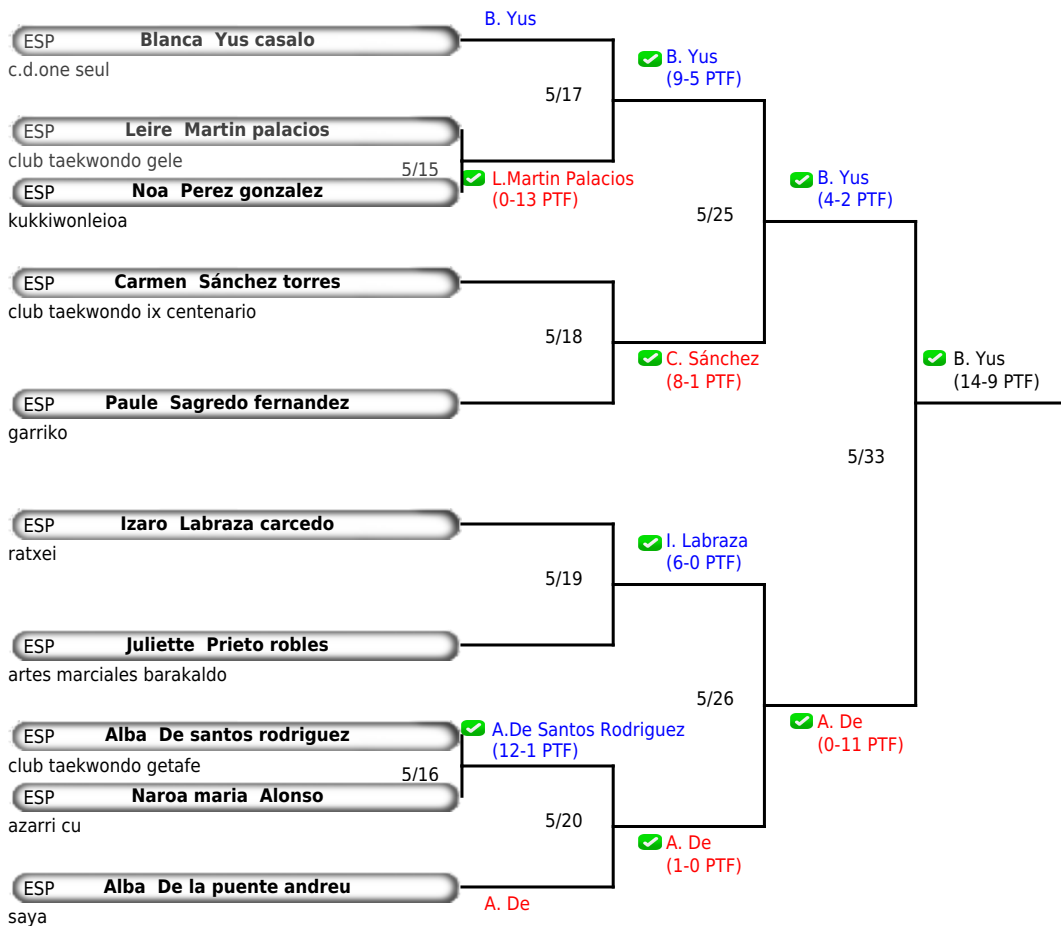 B. Yus
ESP Blanca Yus casalo
c.d.one seul
B. Yus
(9-5 PTF)
5/17
ESP Leire Martin palacios
club taekwondo gele
5/15
L.Martin Palacios
(0-13 PTF)
ESP Noa Perez gonzalez
kukkiwonleioa
B. Yus
(4-2 PTF)
5/25
ESP Carmen Sánchez torres
club taekwondo ix centenario
5/18
C. Sánchez
(8-1 PTF)
B. Yus
(14-9 PTF)
ESP Paule Sagredo fernandez
garriko
5/33
ESP Izaro Labraza carcedo
ratxei
I. Labraza
(6-0 PTF)
5/19
ESP Juliette Prieto robles
artes marciales barakaldo
5/26
A. De
(0-11 PTF)
ESP Alba De santos rodriguez
club taekwondo getafe
A.De Santos Rodriguez
(12-1 PTF)
5/16
ESP Naroa maria Alonso
azarri cu
5/20
A. De
(1-0 PTF)
ESP Alba De la puente andreu
saya
A. De